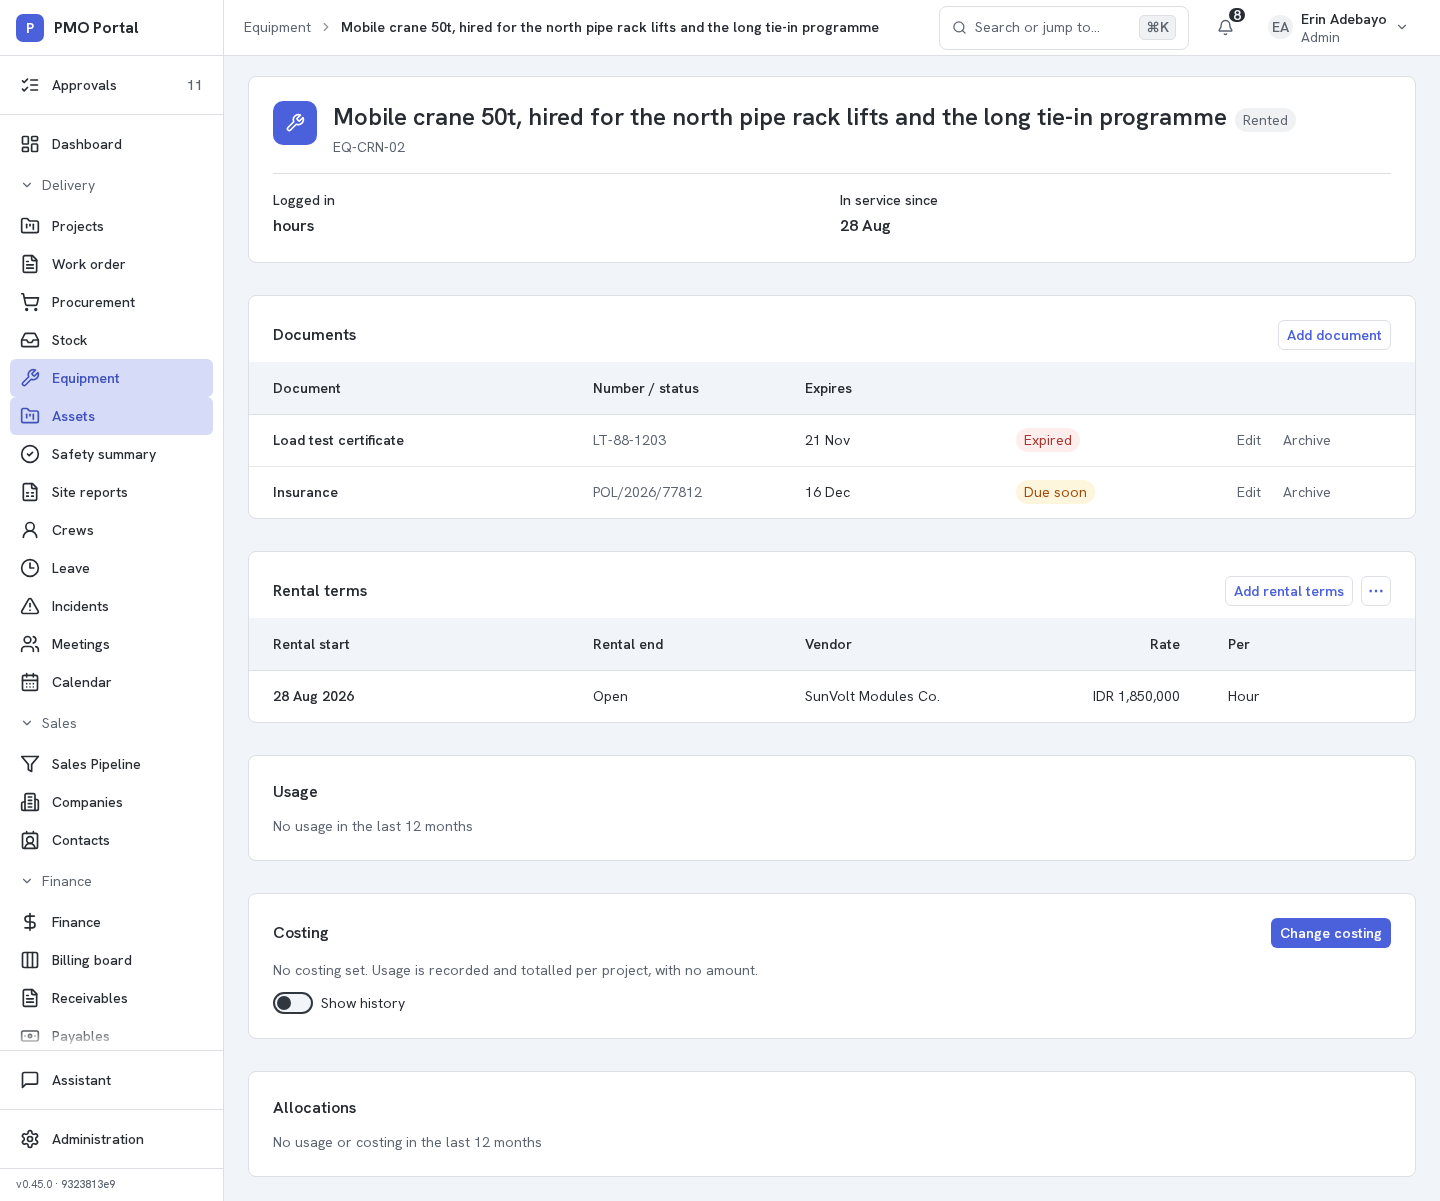 P PMO Portal
Equipment > Mobile crane 50t, hired for the north pipe rack lifts and the long tie-in programme
Search or jump to... ⌘K
8
EA Erin Adebayo
Admin
Approvals 11
Dashboard
Delivery
Projects
Work order
Procurement
Stock
Equipment
Assets
Safety summary
Site reports
Crews
Leave
Incidents
Meetings
Calendar
Sales
Sales Pipeline
Companies
Contacts
Finance
Finance
Billing board
Receivables
Payables
Assistant
Administration
v0.45.0 · 9323813e9
Mobile crane 50t, hired for the north pipe rack lifts and the long tie-in programme Rented
EQ-CRN-02
Logged in In service since
hours 28 Aug
Documents Add document
Document Number / status Expires
Load test certificate LT-88-1203 21 Nov Expired Edit Archive
Insurance POL/2026/77812 16 Dec Due soon Edit Archive
Rental terms Add rental terms ...
Rental start Rental end Vendor Rate Per
28 Aug 2026 Open SunVolt Modules Co. IDR 1,850,000 Hour
Usage
No usage in the last 12 months
Costing Change costing
No costing set. Usage is recorded and totalled per project, with no amount.
Show history
Allocations
No usage or costing in the last 12 months